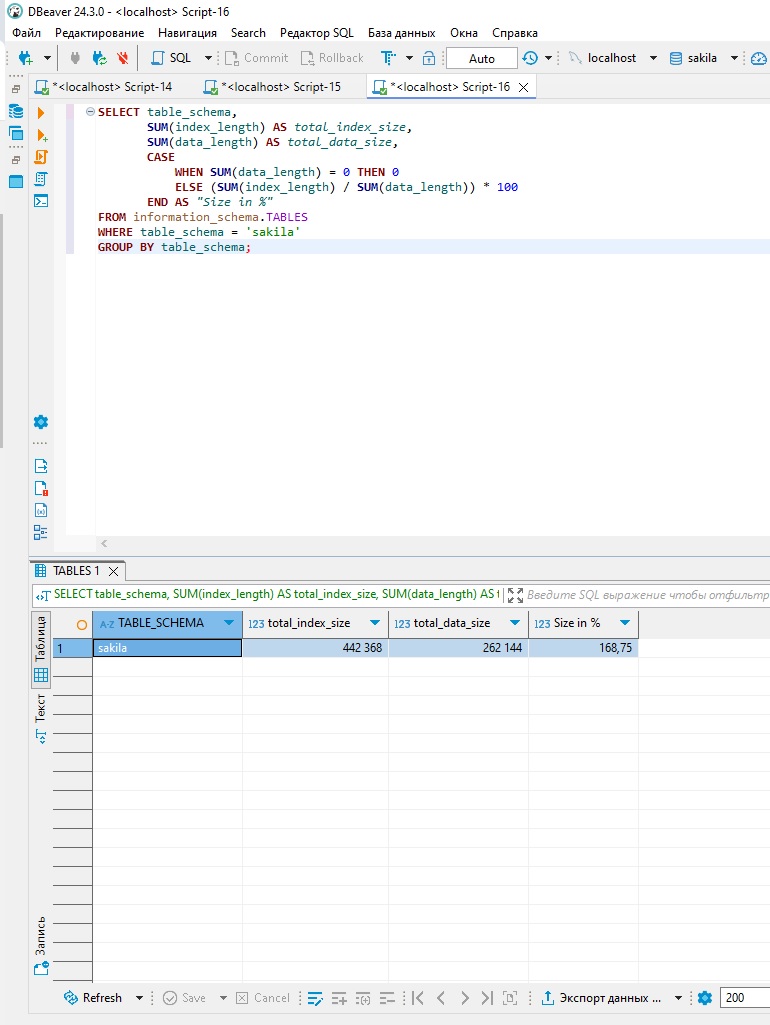 DBeaver 24.3.0 - <localhost> Script-16
Файл Редактирование Навигация Search Редактор SQL База данных Окна Справка
SQL Commit Rollback Auto localhost sakila
*<localhost> Script-14 *<localhost> Script-15 *<localhost> Script-16
SELECT table_schema,
SUM(index_length) AS total_index_size,
SUM(data_length) AS total_data_size,
CASE
WHEN SUM(data_length) = 0 THEN 0
ELSE (SUM(index_length) / SUM(data_length)) * 100
END AS "Size in %"
FROM information_schema.TABLES
WHERE table_schema = 'sakila'
GROUP BY table_schema;
TABLES 1
SELECT table_schema, SUM(index_length) AS total_index_size, SUM(data_length) AS t Введите SQL выражение чтобы отфильтр
Таблица
Текст
Запись
TABLE_SCHEMA 123 total_index_size 123 total_data_size 123 Size in %
1 sakila 442 368 262 144 168,75
Refresh Save Cancel Экспорт данных ... 200